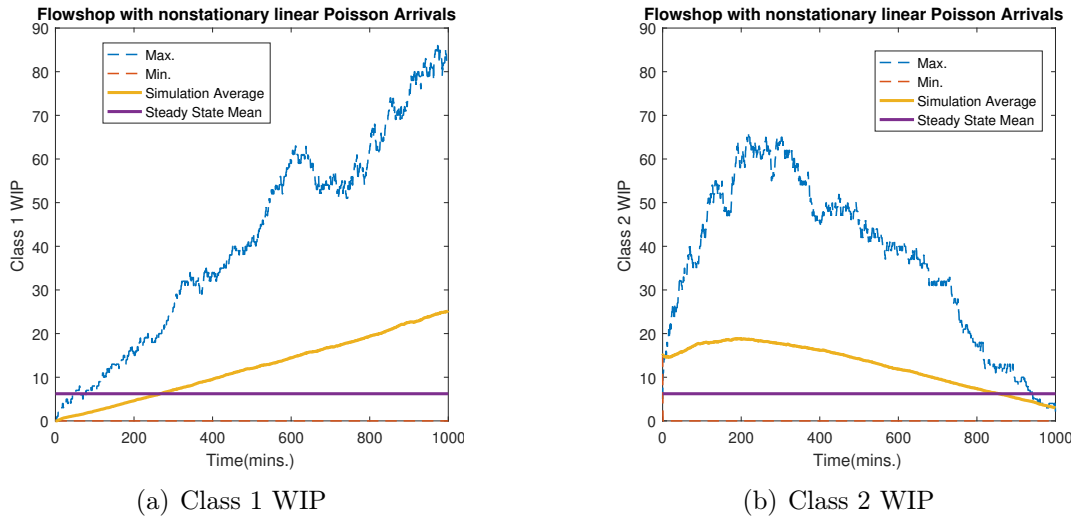 Flowshop with nonstationary linear Poisson Arrivals
90
80
70
60
50
40
30
20
10
0
Class 1 WIP
Max.
Min.
Simulation Average
Steady State Mean
0 200 400 600 800 1000
Time(mins.)
(a) Class 1 WIP
Flowshop with nonstationary linear Poisson Arrivals
90
80
70
60
50
40
30
20
10
0
Class 2 WIP
Max.
Min.
Simulation Average
Steady State Mean
0 200 400 600 800 1000
Time(mins.)
(b) Class 2 WIP